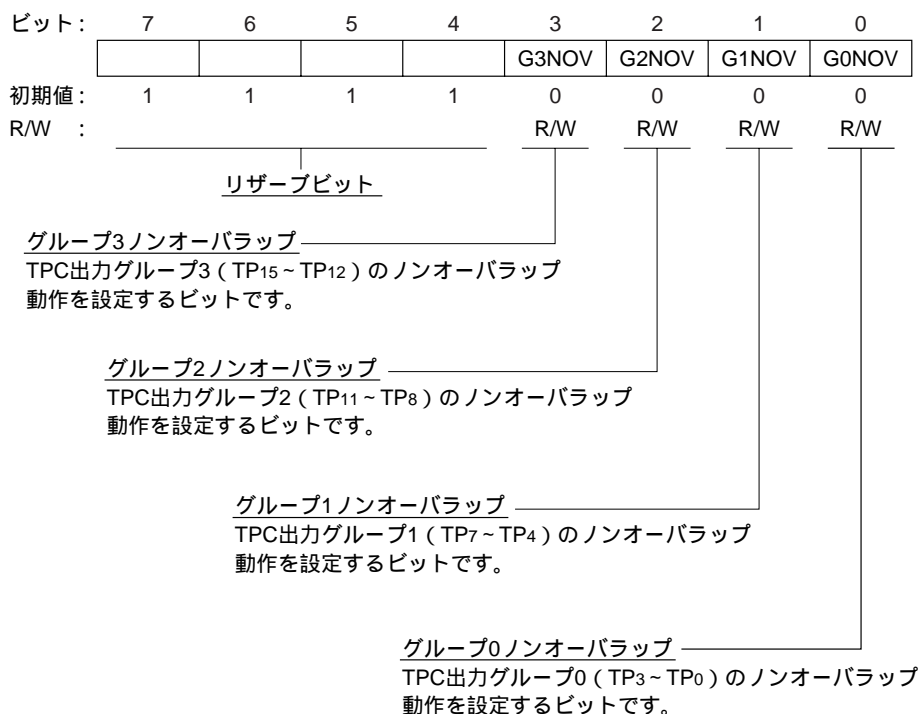 ビット： 7 6 5 4 3 2 1 0
G3NOV G2NOV G1NOV G0NOV
初期値： 1 1 1 1 0 0 0 0
R/W ： R/W R/W R/W R/W
リザーブビット
グループ3ノンオーバラップ
TPC出力グループ3（TP15～TP12）のノンオーバラップ
動作を設定するビットです。
グループ2ノンオーバラップ
TPC出力グループ2（TP11～TP8）のノンオーバラップ
動作を設定するビットです。
グループ1ノンオーバラップ
TPC出力グループ1（TP7～TP4）のノンオーバラップ
動作を設定するビットです。
グループ0ノンオーバラップ
TPC出力グループ0（TP3～TP0）のノンオーバラップ
動作を設定するビットです。